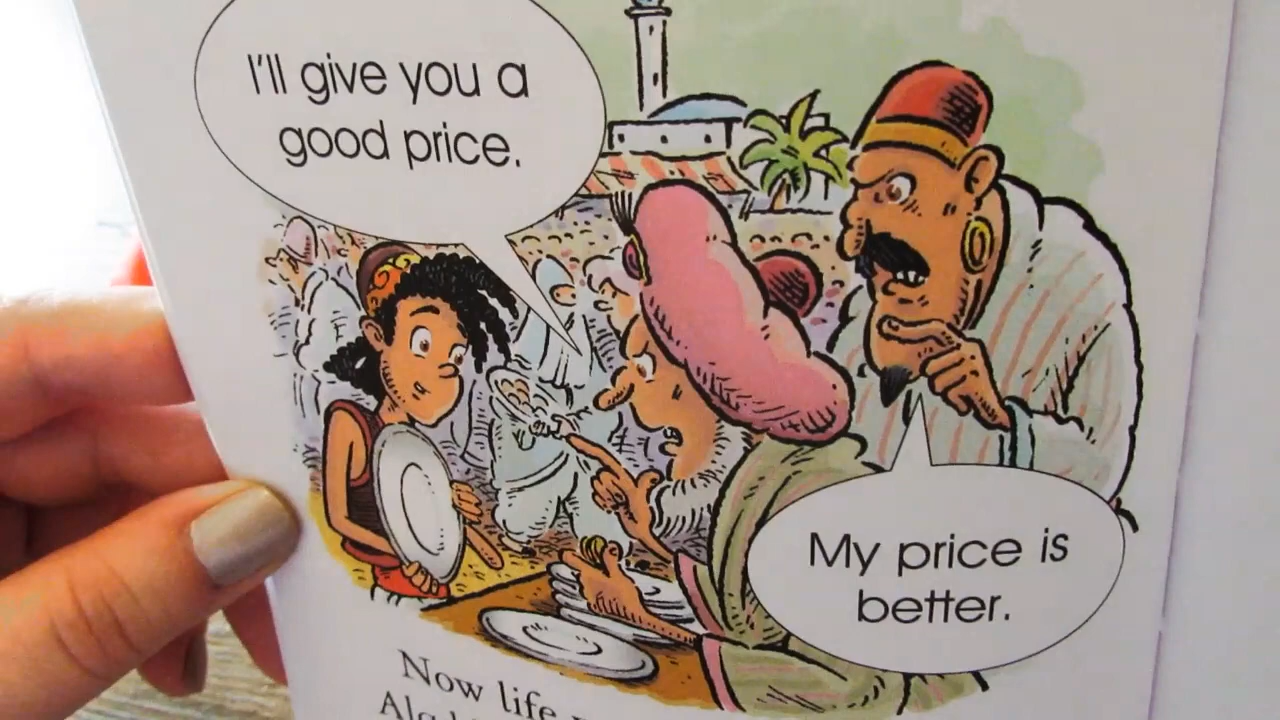 I'll give you a
good price.
My price is
better.
Now life